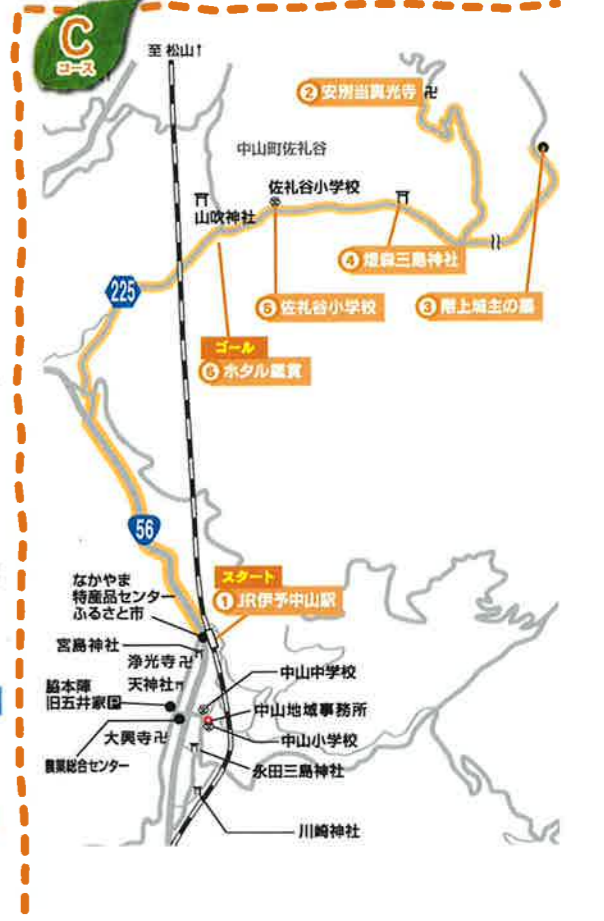 C
コース
至 松山↑
② 安別当真光寺
中山町佐礼谷
佐礼谷小学校
山吹神社
④ 畑森三島神社
225
⑤ 佐礼谷小学校
③ 階上城主の墓
ゴール
⑥ ホタル鑑賞
56
なかやま
特産品センター
ふるさと市
スタート
① JR伊予中山駅
宮島神社
浄光寺
中山中学校
天神社
脇本陣
旧五井家 P
中山地域事務所
大興寺
中山小学校
農業総合センター
永田三島神社
川崎神社